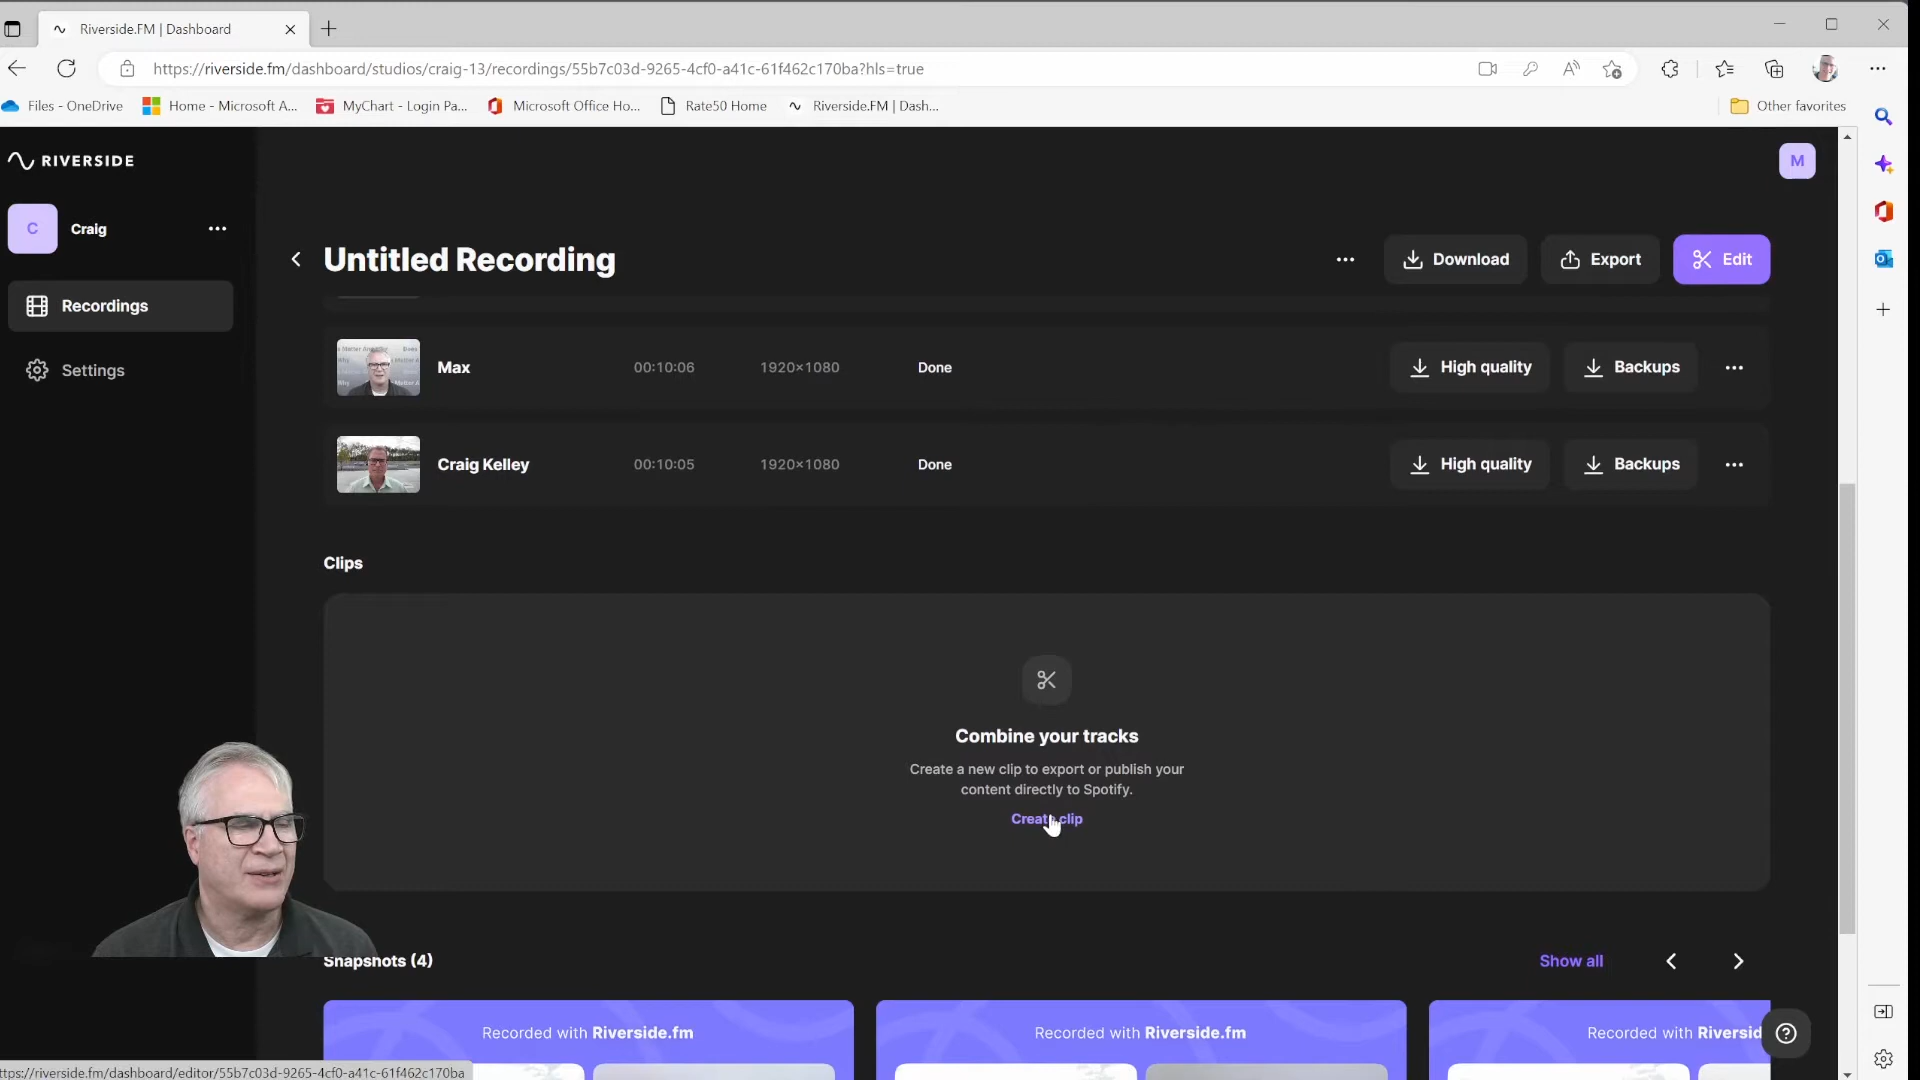 Riverside.FM | Dashboard
https://riverside.fm/dashboard/studios/craig-13/recordings/55b7c03d-9265-4cf0-a41c-61f462c170ba?hls=true
Files - OneDrive
Home - Microsoft A...
MyChart - Login Pa...
Microsoft Office Ho...
Rate50 Home
Riverside.FM | Dash...
Other favorites
RIVERSIDE
M
C
Craig
Untitled Recording
Download
Export
Edit
Recordings
Settings
Max
00:10:06
1920×1080
Done
High quality
Backups
Craig Kelley
00:10:05
1920×1080
Done
High quality
Backups
Clips
Combine your tracks
Create a new clip to export or publish your
content directly to Spotify.
Create clip
Snapshots (4)
Show all
Recorded with Riverside.fm
Recorded with Riverside.fm
Recorded with Riversid
ttps://riverside.fm/dashboard/editor/55b7c03d-9265-4cf0-a41c-61f462c170ba